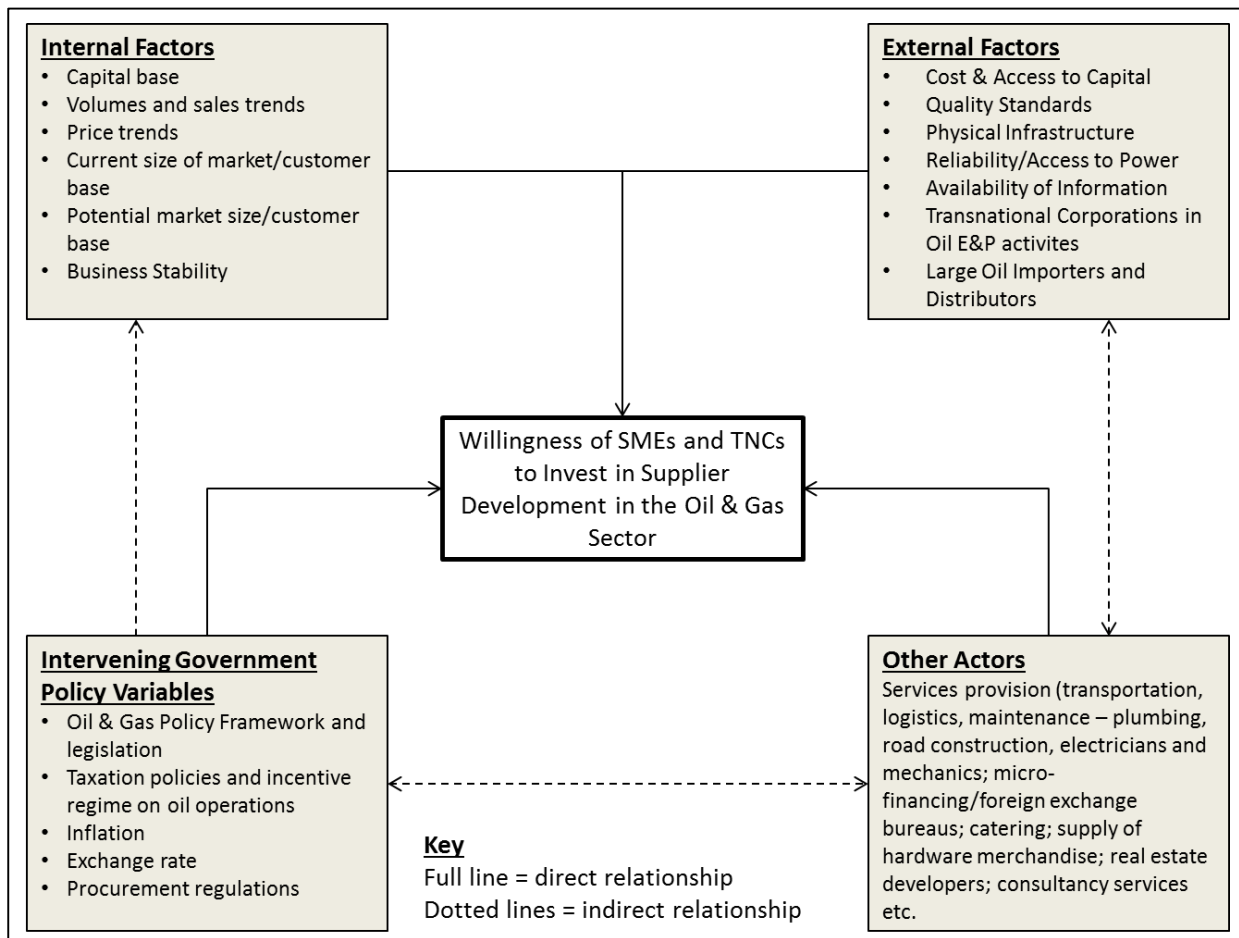 Internal Factors
• Capital base
• Volumes and sales trends
• Price trends
• Current size of market/customer
base
• Potential market size/customer
base
• Business Stability
External Factors
• Cost & Access to Capital
• Quality Standards
• Physical Infrastructure
• Reliability/Access to Power
• Availability of Information
• Transnational Corporations in
Oil E&P activites
• Large Oil Importers and
Distributors
Willingness of SMEs and TNCs
to Invest in Supplier
Development in the Oil & Gas
Sector
Intervening Government
Policy Variables
• Oil & Gas Policy Framework and
legislation
• Taxation policies and incentive
regime on oil operations
• Inflation
• Exchange rate
• Procurement regulations
Key
Full line = direct relationship
Dotted lines = indirect relationship
Other Actors
Services provision (transportation,
logistics, maintenance – plumbing,
road construction, electricians and
mechanics; micro-
financing/foreign exchange
bureaus; catering; supply of
hardware merchandise; real estate
developers; consultancy services
etc.